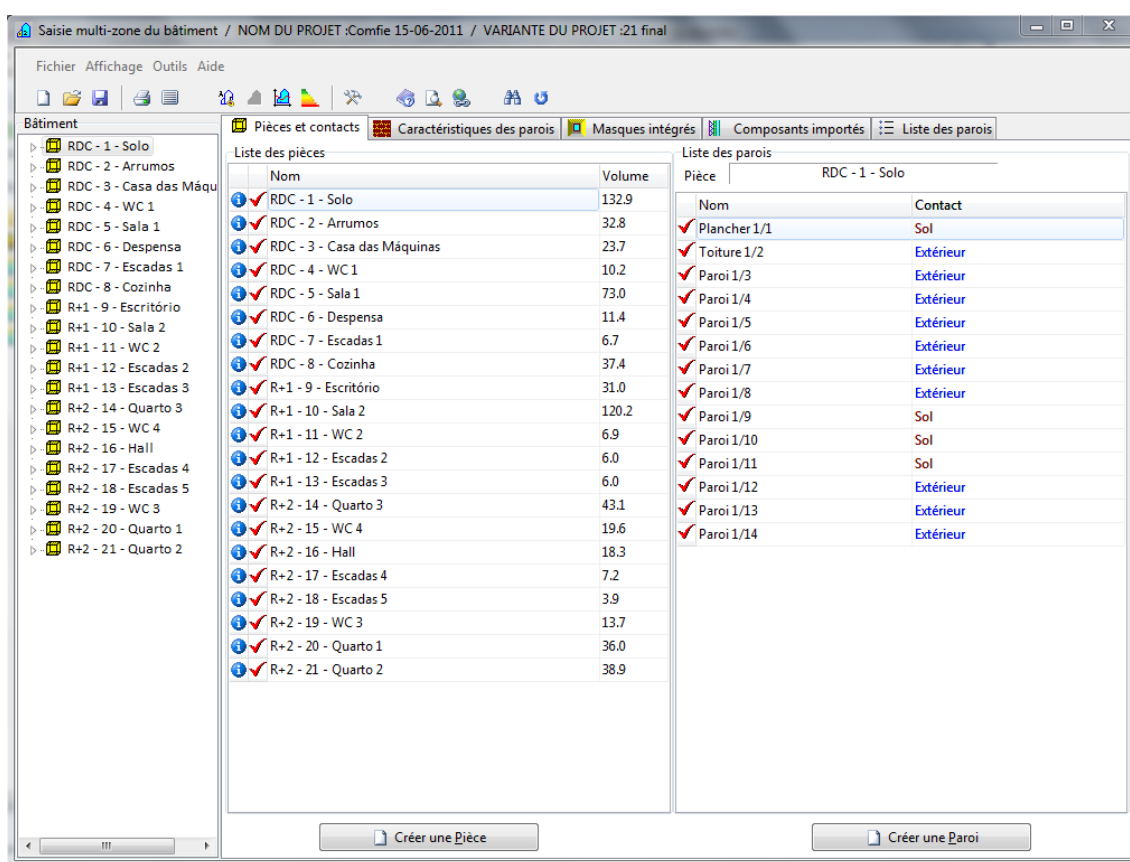 Saisie multi-zone du bâtiment / NOM DU PROJET :Comfie 15-06-2011 / VARIANTE DU PROJET :21 final
Fichier Affichage Outils Aide
Bâtiment
RDC - 1 - Solo
RDC - 2 - Arrumos
RDC - 3 - Casa das Máqu
RDC - 4 - WC 1
RDC - 5 - Sala 1
RDC - 6 - Despensa
RDC - 7 - Escadas 1
RDC - 8 - Cozinha
R+1 - 9 - Escritório
R+1 - 10 - Sala 2
R+1 - 11 - WC 2
R+1 - 12 - Escadas 2
R+1 - 13 - Escadas 3
R+2 - 14 - Quarto 3
R+2 - 15 - WC 4
R+2 - 16 - Hall
R+2 - 17 - Escadas 4
R+2 - 18 - Escadas 5
R+2 - 19 - WC 3
R+2 - 20 - Quarto 1
R+2 - 21 - Quarto 2
Pièces et contacts Caractéristiques des parois Masques intégrés Composants importés Liste des parois
Liste des pièces
Nom Volume
RDC - 1 - Solo 132.9
RDC - 2 - Arrumos 32.8
RDC - 3 - Casa das Máquinas 23.7
RDC - 4 - WC 1 10.2
RDC - 5 - Sala 1 73.0
RDC - 6 - Despensa 11.4
RDC - 7 - Escadas 1 6.7
RDC - 8 - Cozinha 37.4
R+1 - 9 - Escritório 31.0
R+1 - 10 - Sala 2 120.2
R+1 - 11 - WC 2 6.9
R+1 - 12 - Escadas 2 6.0
R+1 - 13 - Escadas 3 6.0
R+2 - 14 - Quarto 3 43.1
R+2 - 15 - WC 4 19.6
R+2 - 16 - Hall 18.3
R+2 - 17 - Escadas 4 7.2
R+2 - 18 - Escadas 5 3.9
R+2 - 19 - WC 3 13.7
R+2 - 20 - Quarto 1 36.0
R+2 - 21 - Quarto 2 38.9
Créer une Pièce
Liste des parois
Pièce RDC - 1 - Solo
Nom Contact
Plancher 1/1 Sol
Toiture 1/2 Extérieur
Paroi 1/3 Extérieur
Paroi 1/4 Extérieur
Paroi 1/5 Extérieur
Paroi 1/6 Extérieur
Paroi 1/7 Extérieur
Paroi 1/8 Extérieur
Paroi 1/9 Sol
Paroi 1/10 Sol
Paroi 1/11 Sol
Paroi 1/12 Extérieur
Paroi 1/13 Extérieur
Paroi 1/14 Extérieur
Créer une Paroi